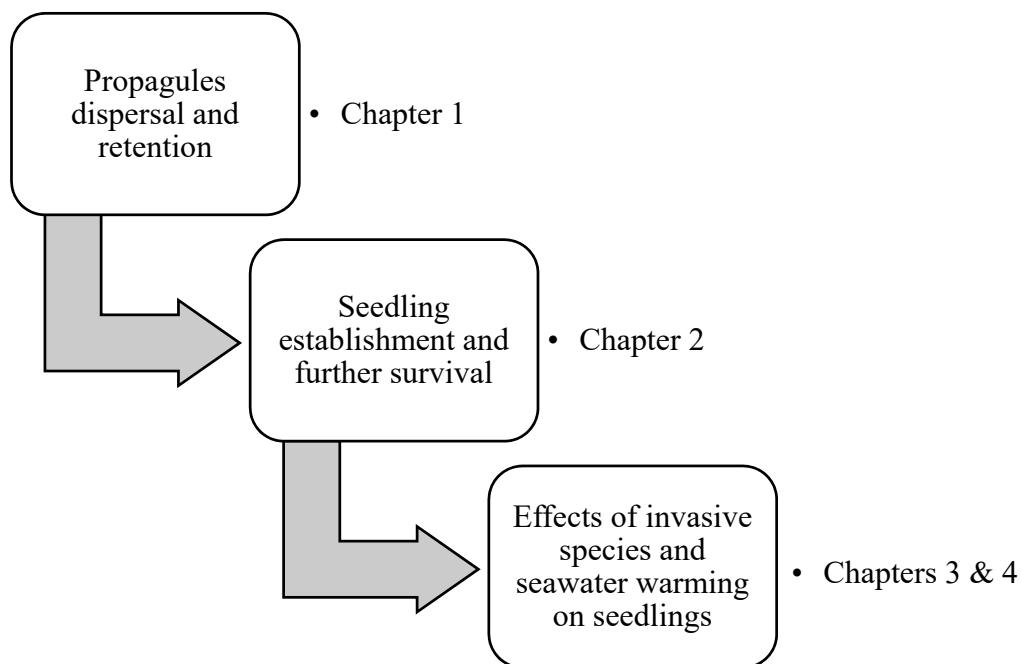 Propagules
dispersal and
retention
• Chapter 1
Seedling
establishment and
further survival
• Chapter 2
Effects of invasive
species and
seawater warming
on seedlings
• Chapters 3 & 4